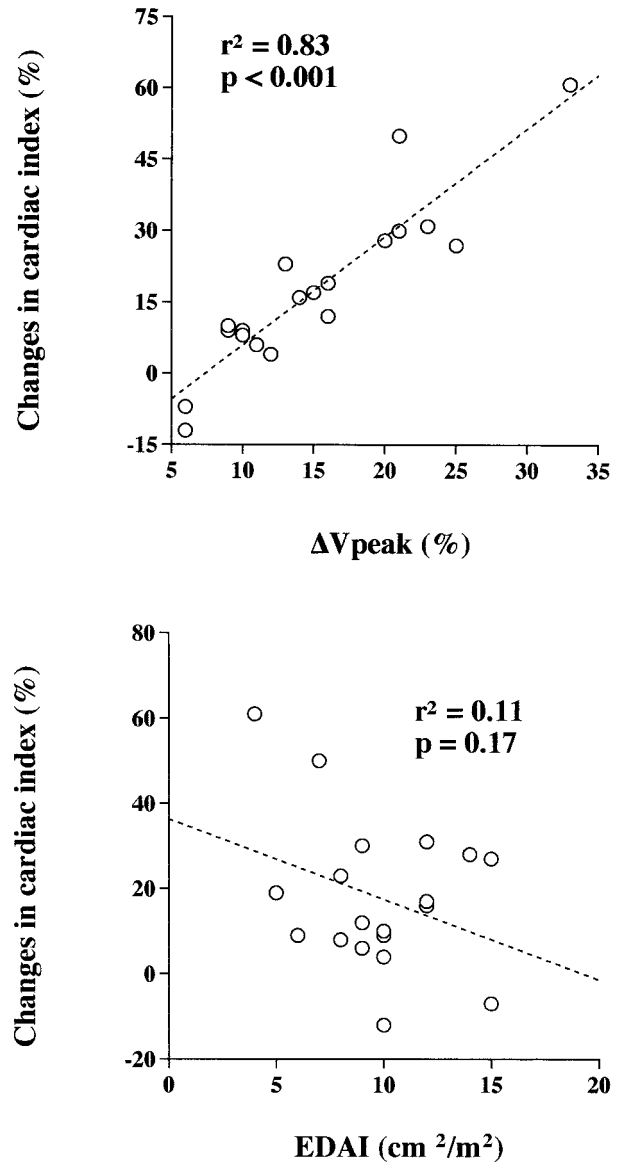 75
60
45
30
15
0
-15
r² = 0.83
p < 0.001
Changes in cardiac index (%)
5 10 15 20 25 30 35
ΔVpeak (%)
80
60
40
20
0
-20
r² = 0.11
p = 0.17
Changes in cardiac index (%)
0 5 10 15 20
EDAI (cm ²/m²)